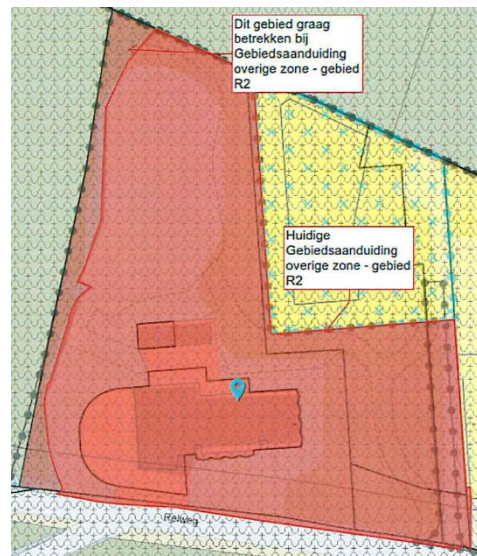 Dit gebied graag
betrekken bij
Gebiedsaanduiding
overige zone - gebied
R2
Huidige
Gebiedsaanduiding
overige zone - gebied
R2